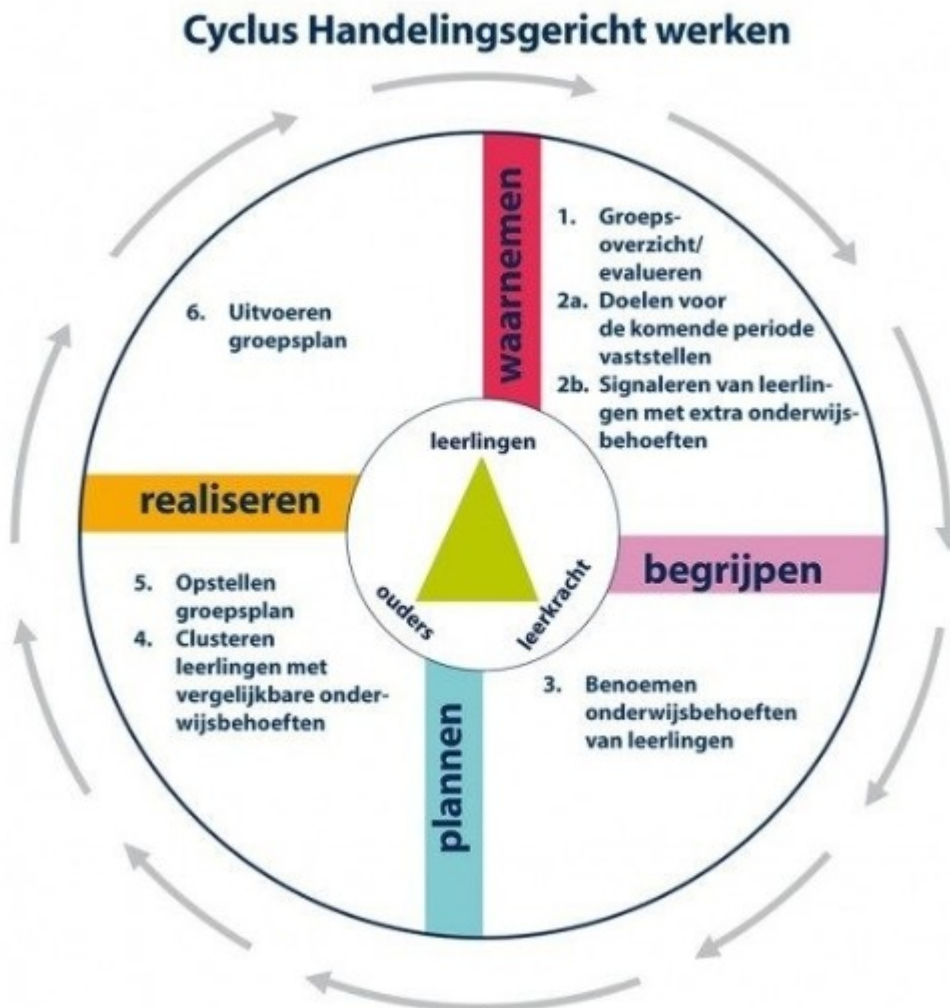 Cyclus Handelingsgericht werken
waarnemen
1. Groeps-
overzicht/
evalueren
2a. Doelen voor
de komende periode
vaststellen
2b. Signaleren van leerlin-
gen met extra onderwijs-
behoeften
begrijpen
3. Benoemen
onderwijsbehoeften
van leerlingen
plannen
5. Opstellen
groepsplan
4. Clusteren
leerlingen met
vergelijkbare onder-
wijsbehoeften
realiseren
6. Uitvoeren
groepsplan
leerlingen
ouders
leerkracht